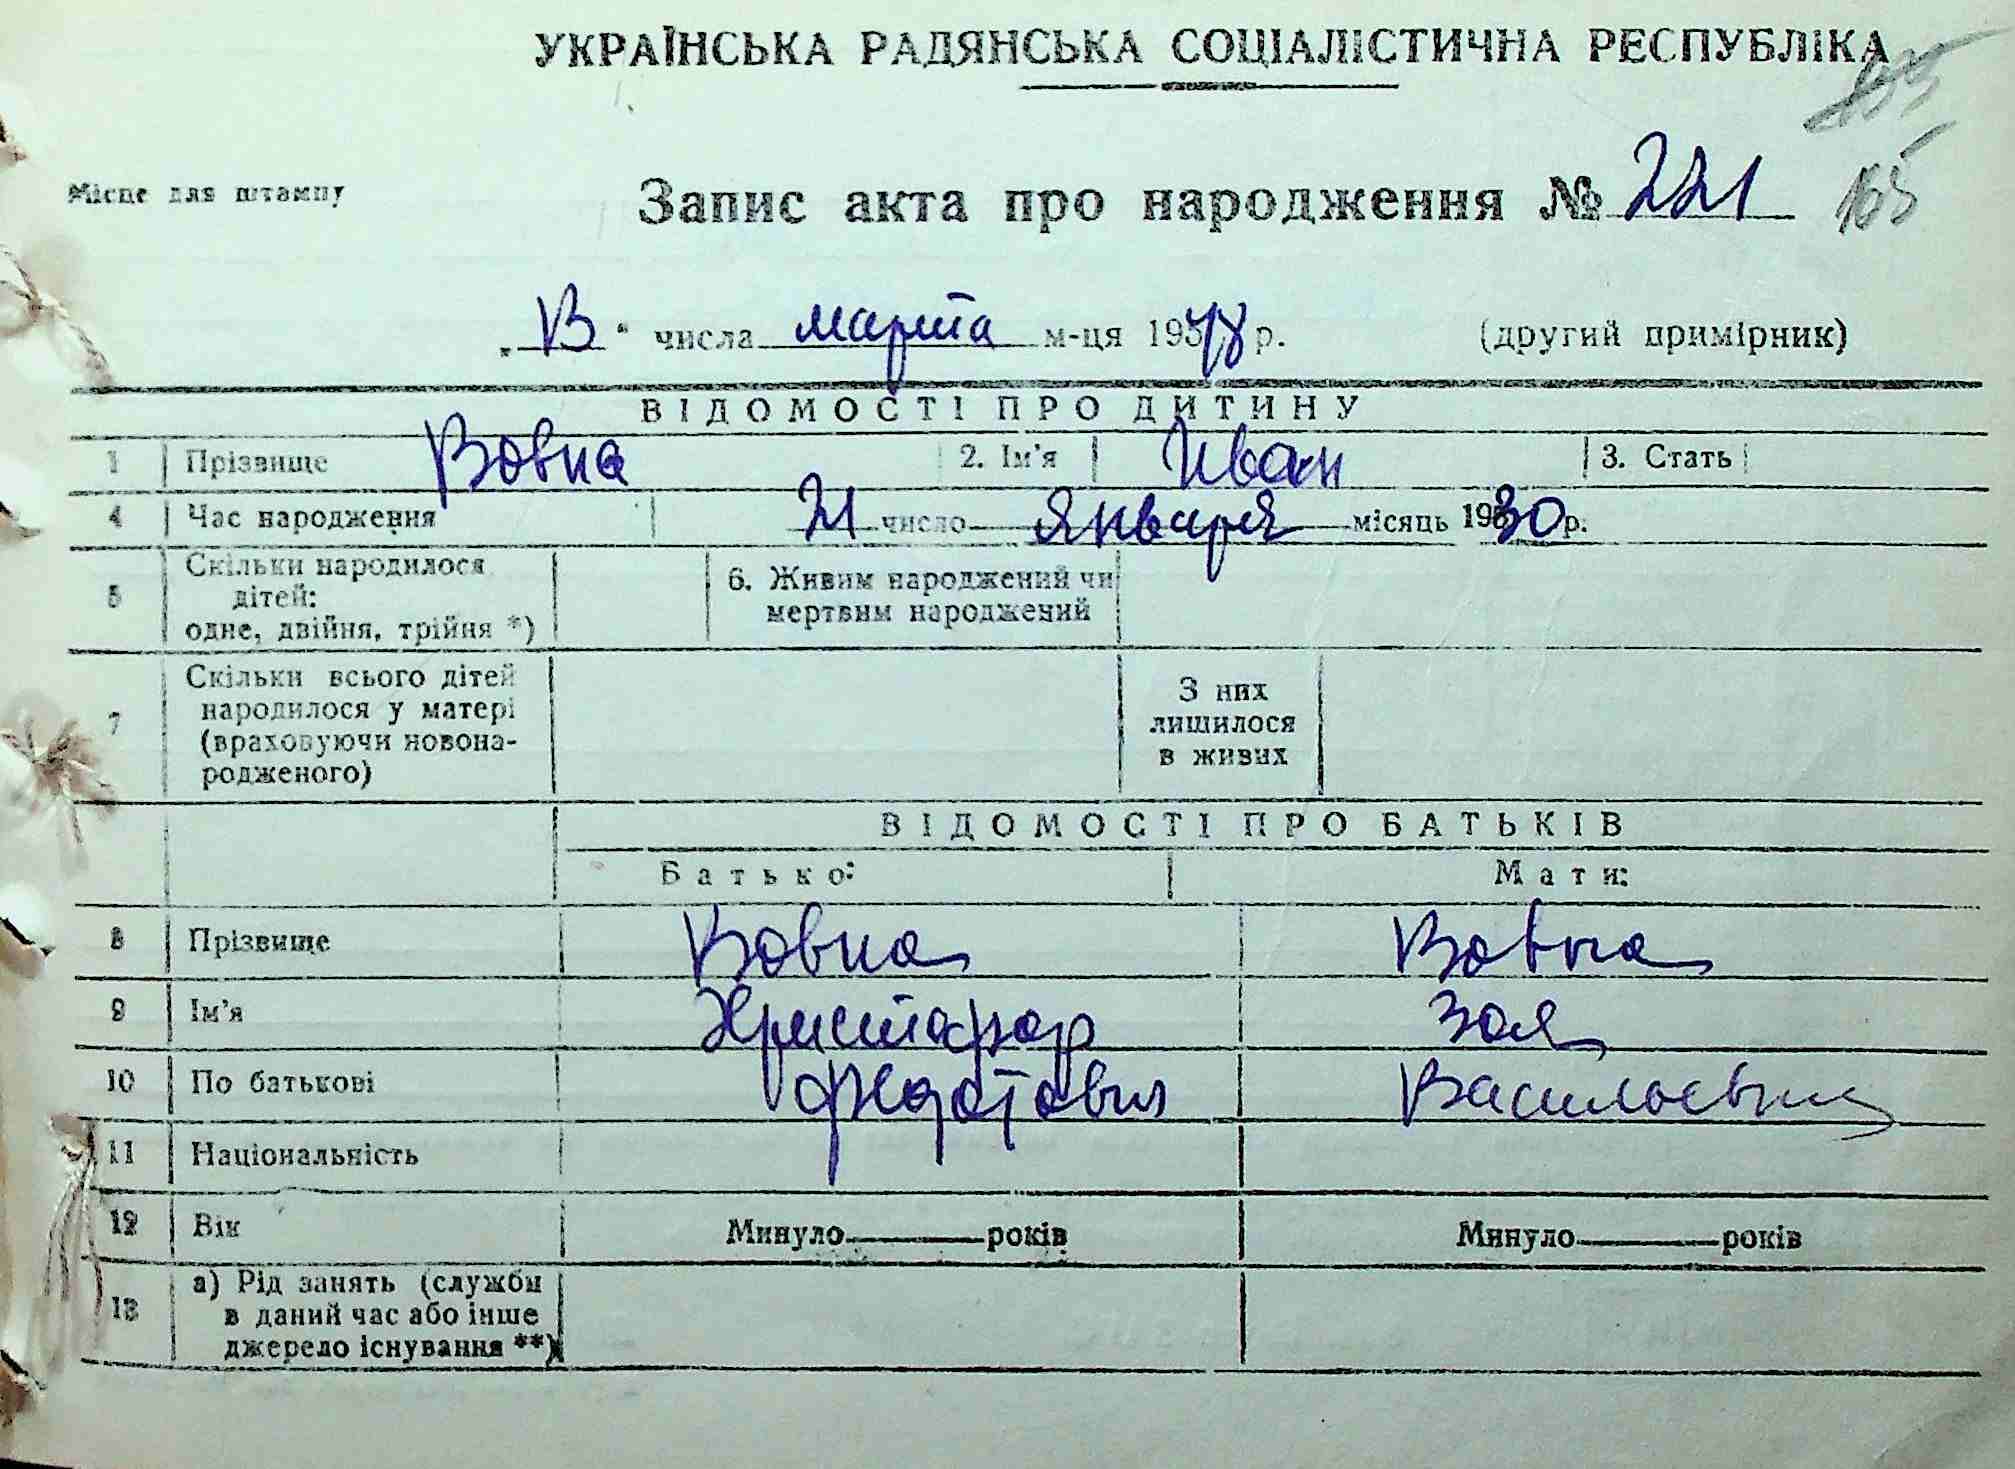 УКРАЇНСЬКА РАДЯНСЬКА СОЦІАЛІСТИЧНА РЕСПУБЛІКА
165
Місце для штампу
Запис акта про народження № 221
„ 13 " числа марта м-ця 1948 р. (другий примірник)
ВІДОМОСТІ ПРО ДИТИНУ
1 Прізвище Вовна 2. Ім'я Иван 3. Стать
4 Час народження 21 число января місяць 1930 р.
5 Скільки народилося дітей: одне, двійня, трійня *) 6. Живим народжений чи мертвим народжений
7 Скільки всього дітей народилося у матері (враховуючи новонародженого) З них лишилося в живих
ВІДОМОСТІ ПРО БАТЬКІВ
Батько: Мати:
8 Прізвище Вовна Вовна
9 Ім'я Христофор Зоя
10 По батькові Федотович Васильевна
11 Національність
12 Вік Минуло років Минуло років
13 а) Рід занять (служби в даний час або інше джерело існування **)